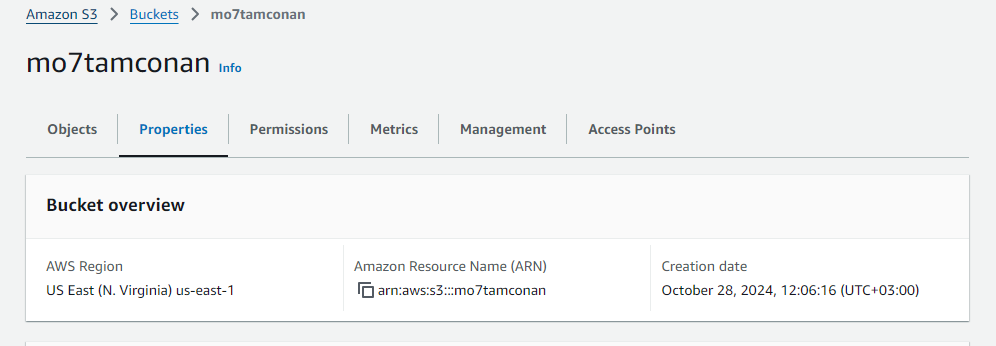 Amazon S3 > Buckets > mo7tamconan
mo7tamconan Info
Objects Properties Permissions Metrics Management Access Points
Bucket overview
AWS Region Amazon Resource Name (ARN) Creation date
US East (N. Virginia) us-east-1 arn:aws:s3:::mo7tamconan October 28, 2024, 12:06:16 (UTC+03:00)